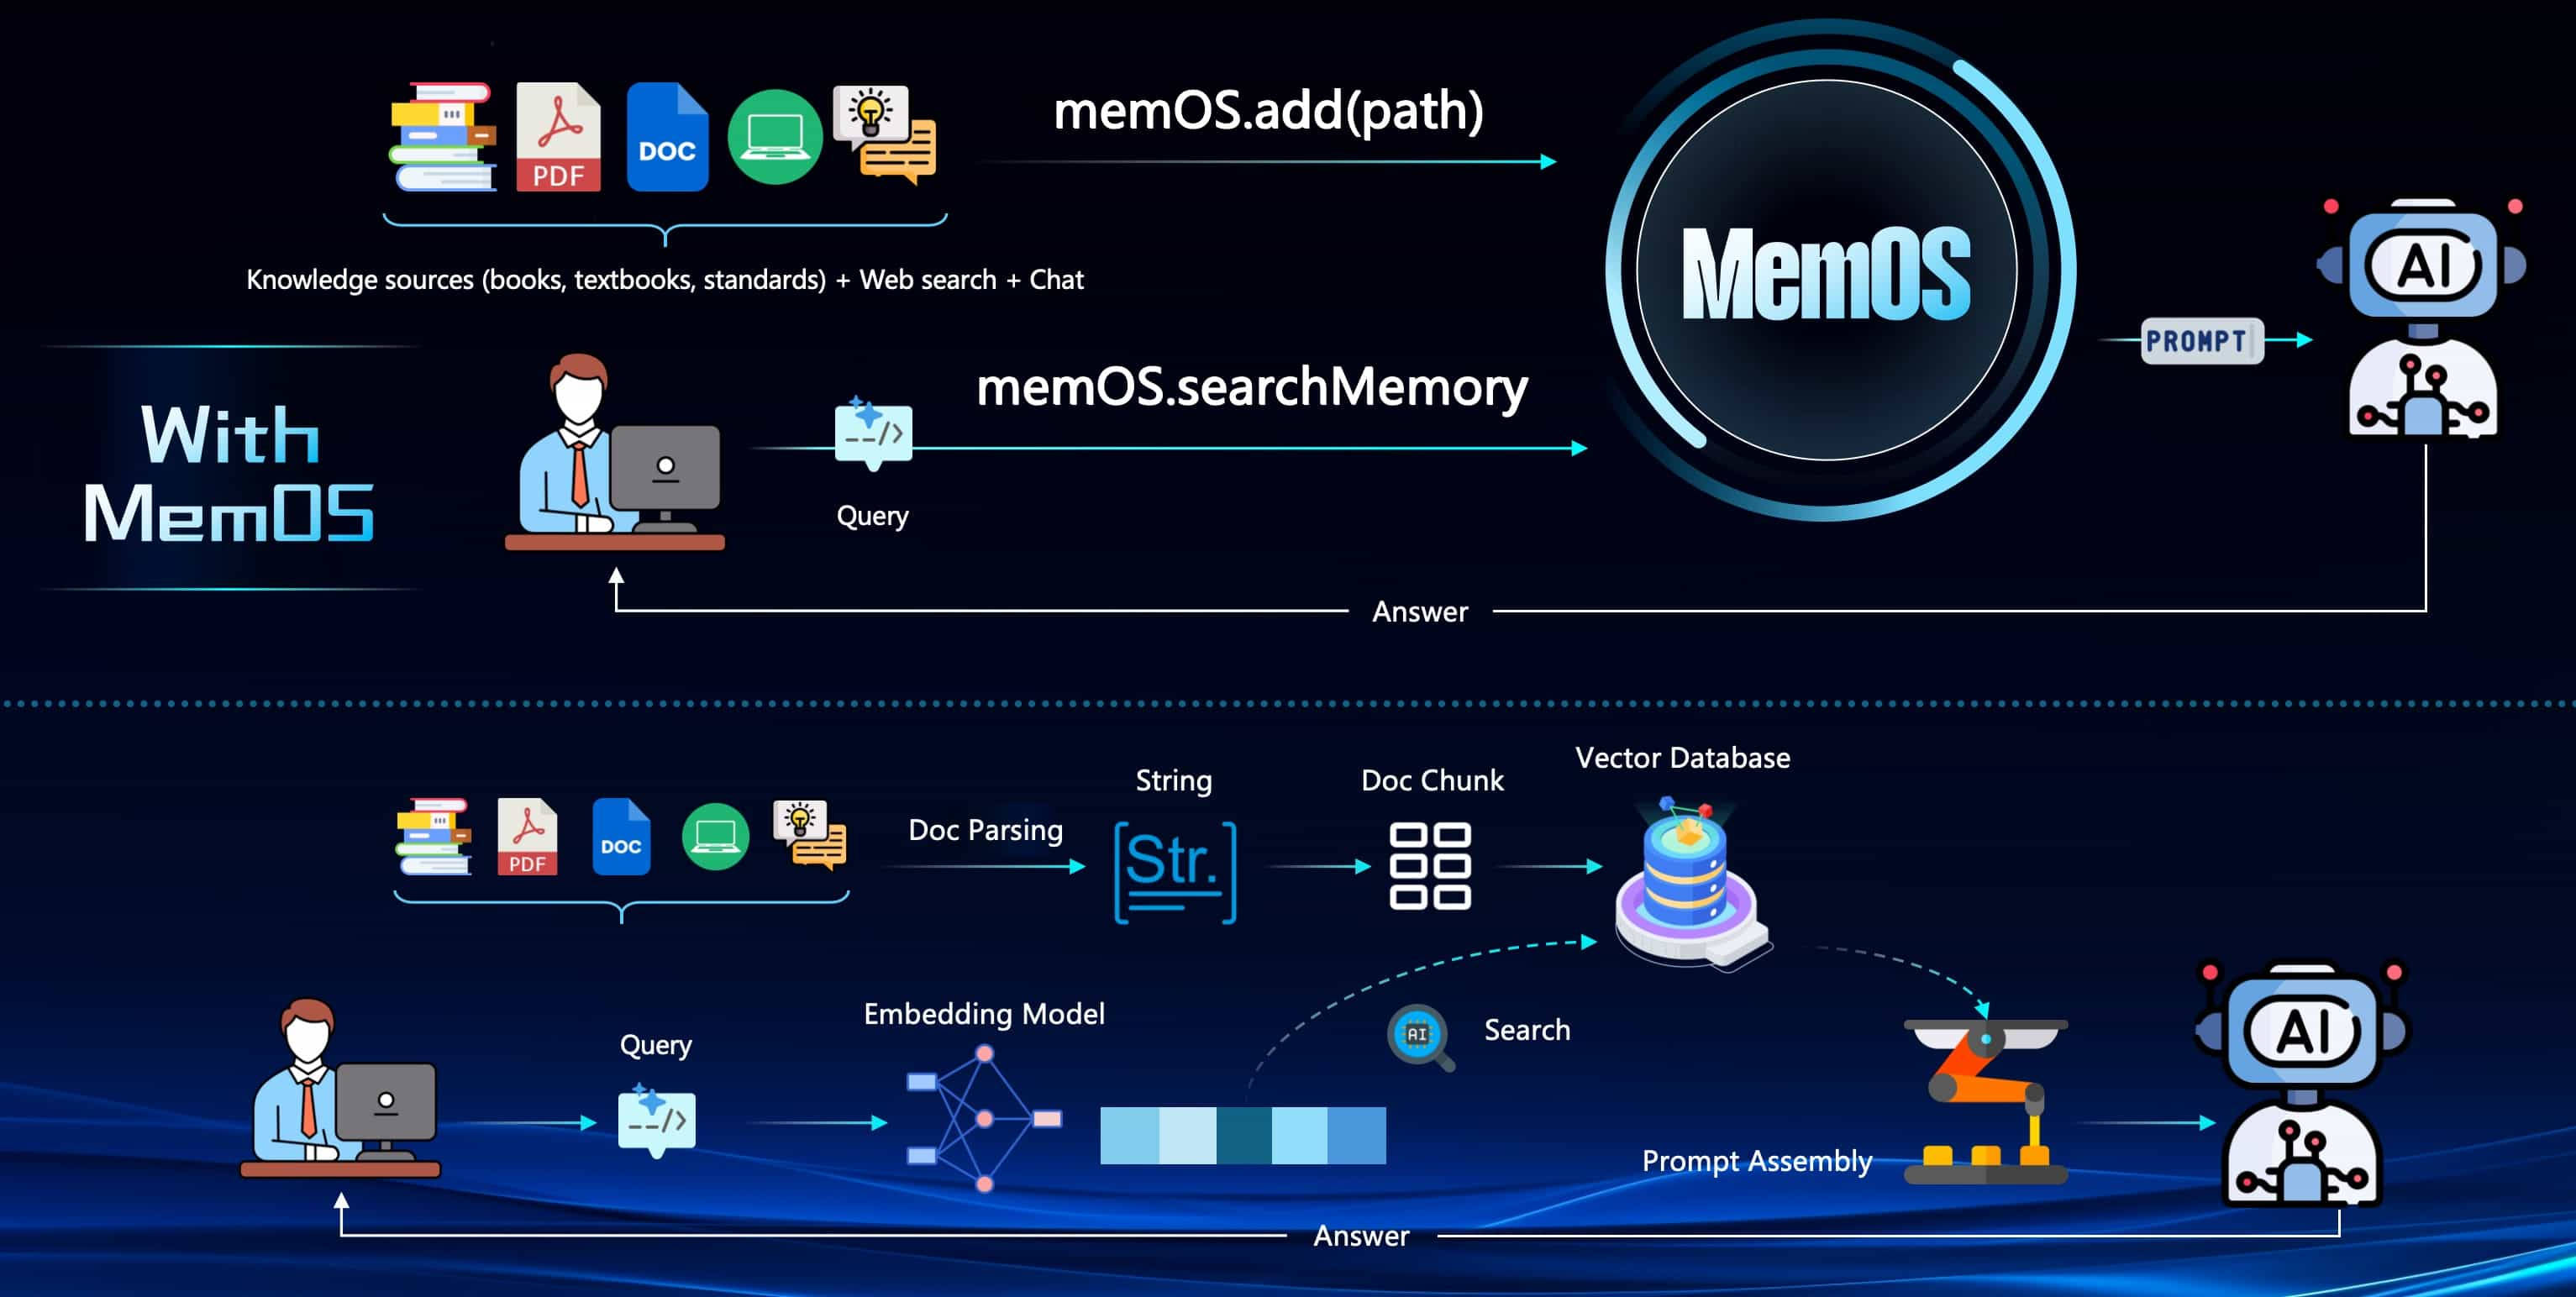 memOS.add(path)
PDF
DOC
Knowledge sources (books, textbooks, standards) + Web search + Chat
MemOS
AI
PROMPT
With
MemOS
memOS.searchMemory
--/>
Query
Answer
Vector Database
String
Doc Chunk
Doc Parsing
PDF
DOC
Str.
Embedding Model
Query
--/>
AI
Search
AI
Prompt Assembly
Answer